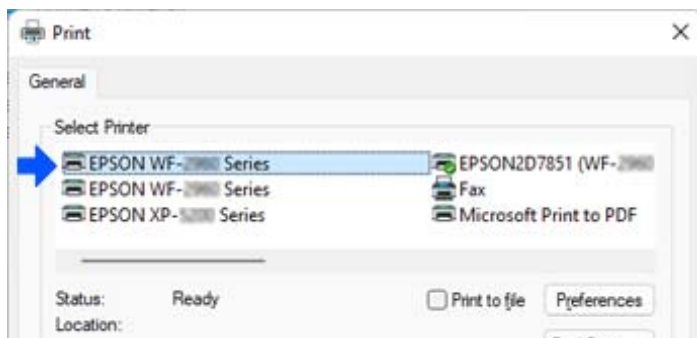 Print
General
Select Printer
EPSON WF- Series
EPSON2D7851 (WF-
EPSON WF- Series
Fax
EPSON XP- Series
Microsoft Print to PDF
Status: Ready
Print to file
Preferences
Location: